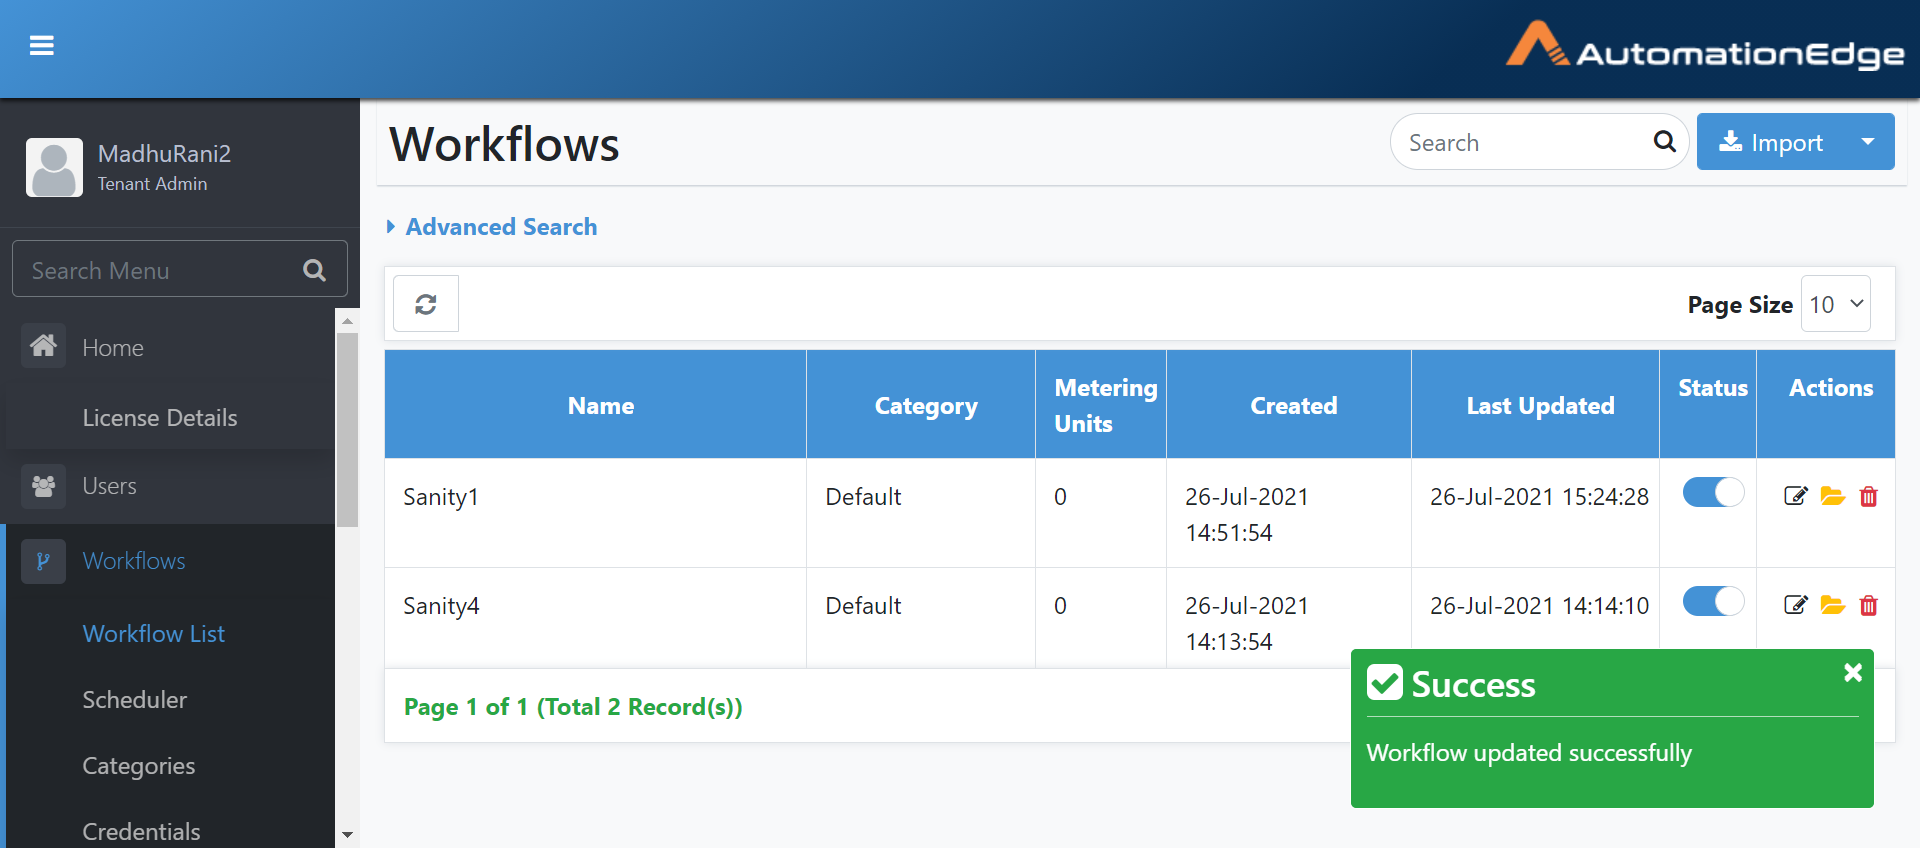 AutomationEdge
MadhuRani2
Tenant Admin
Search Menu
Home
License Details
Users
Workflows
Workflow List
Scheduler
Categories
Credentials
Workflows
Search
Import
Advanced Search
Page Size 10
Name Category Metering Units Created Last Updated Status Actions
Sanity1 Default 0 26-Jul-2021 14:51:54 26-Jul-2021 15:24:28
Sanity4 Default 0 26-Jul-2021 14:13:54 26-Jul-2021 14:14:10
Page 1 of 1 (Total 2 Record(s))
Success
Workflow updated successfully